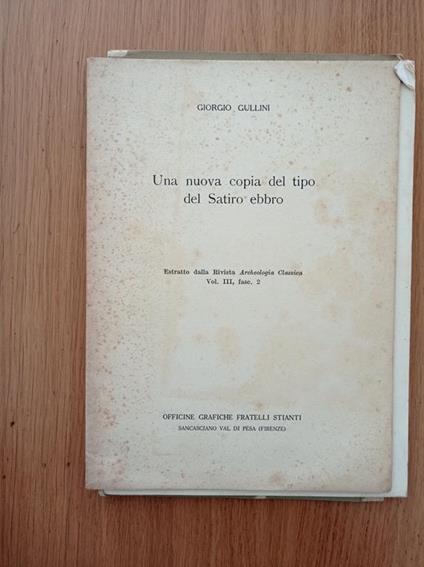 GIORGIO GULLINI
Una nuova copia del tipo
del Satiro ebbro
Estratto dalla Rivista Archeologia Classica
Vol. III, fasc. 2
OFFICINE GRAFICHE FRATELLI STIANTI
SANCASCIANO VAL DI PESA (FIRENZE)